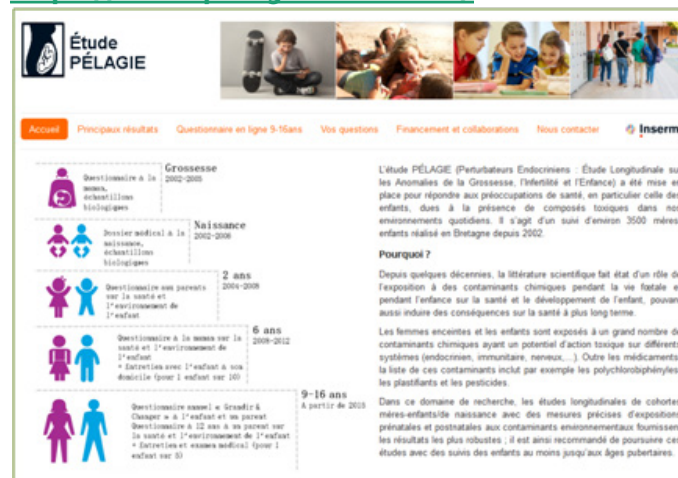 Étude
PÉLAGIE
Accueil Principaux résultats Questionnaire en ligne 9-16ans Vos questions Financement et collaborations Nous contacter Inserm
Grossesse
2002-2005
Questionnaire à la
maman,
échantillons
biologiques
Naissance
2002-2006
Dossier médical à la
naissance,
échantillons
biologiques
2 ans
2004-2008
Questionnaire aux parents
sur la santé et
l'environnement de
l'enfant
6 ans
2008-2012
Questionnaire à la maman sur la
santé et l'environnement de
l'enfant
+ Entretien avec l'enfant à son
domicile (pour 1 enfant sur 10)
9-16 ans
A partir de 2015
Questionnaire annuel « Grandir &
Changer » à l'enfant et un parent
Questionnaire à 12 ans à un parent sur
la santé et l'environnement de l'enfant
+ Entretien et examen médical (pour 1
enfant sur 5)
L'étude PÉLAGIE (Perturbateurs Endocriniens : Étude Longitudinale su
les Anomalies de la Grossesse, l'Infertilité et l'Enfance) a été mise en
place pour répondre aux préoccupations de santé, en particulier celle des
enfants, dues à la présence de composés toxiques dans nos
environnements quotidiens. Il s'agit d'un suivi d'environ 3500 mères-
enfants réalisé en Bretagne depuis 2002.
Pourquoi ?
Depuis quelques décennies, la littérature scientifique fait état d'un rôle de
l'exposition à des contaminants chimiques pendant la vie fœtale e
pendant l'enfance sur la santé et le développement de l'enfant, pouvan
aussi induire des conséquences sur la santé à plus long terme.
Les femmes enceintes et les enfants sont exposés à un grand nombre de
contaminants chimiques ayant un potentiel d'action toxique sur différents
systèmes (endocrinien, immunitaire, nerveux,...). Outre les médicaments
la liste de ces contaminants inclut par exemple les polychlorobiphényles,
les plastifiants et les pesticides.
Dans ce domaine de recherche, les études longitudinales de cohortes
mères-enfants/de naissance avec des mesures précises d'expositions
prénatales et postnatales aux contaminants environnementaux fournissen
les résultats les plus robustes ; il est ainsi recommandé de poursuivre ces
études avec des suivis des enfants au moins jusqu'aux âges pubertaires.